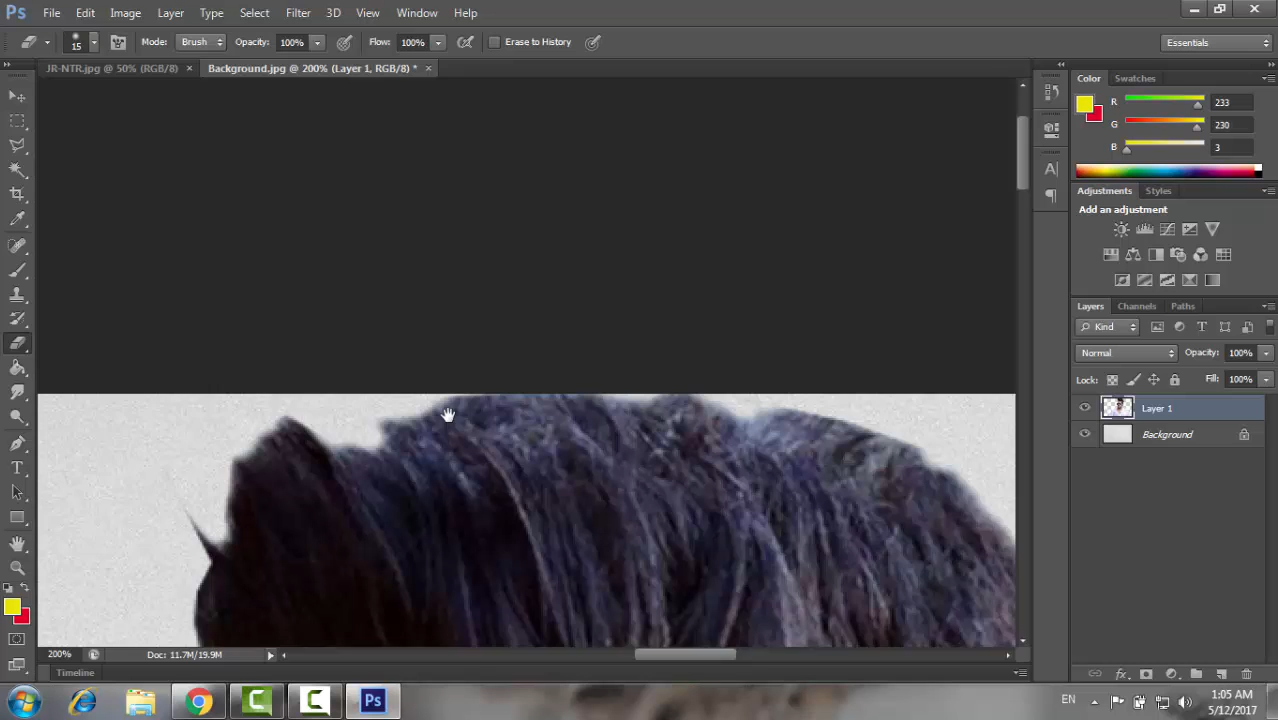 Ps File Edit Image Layer Type Select Filter 3D View Window Help
15 Mode: Brush Opacity: 100% Flow: 100% Erase to History Essentials
JR-NTR.jpg @ 50% (RGB/8) × Background.jpg @ 200% (Layer 1, RGB/8) * ×
Color Swatches
R 233
G 230
B 3
Adjustments Styles
Add an adjustment
Layers Channels Paths
Kind
Normal Opacity: 100%
Lock: Fill: 100%
Layer 1
Background
200% Doc: 11.7M/19.9M
Timeline
Ps EN 1:05 AM
5/12/2017